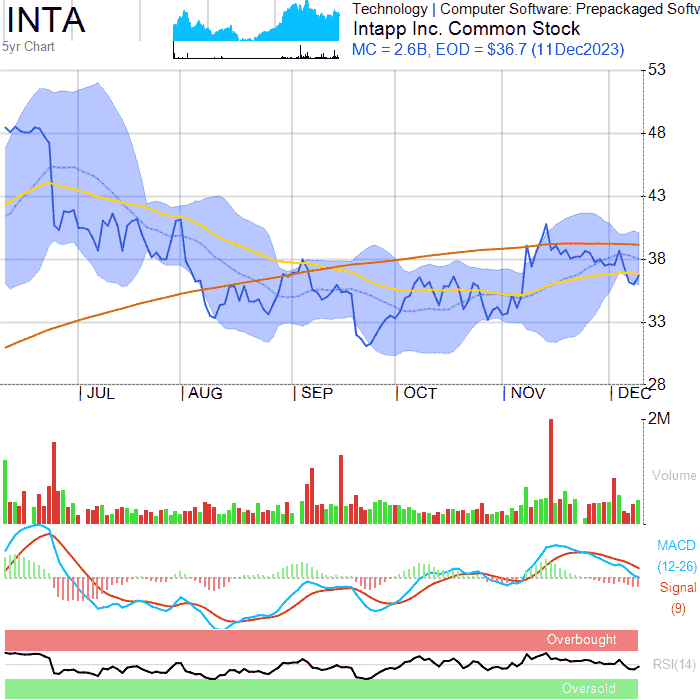 INTA
5yr Chart
Technology | Computer Software: Prepackaged Softw
Intapp Inc. Common Stock
MC = 2.6B, EOD = $36.7 (11Dec2023)
53
48
43
38
33
28
JUL AUG SEP OCT NOV DEC
2M
Volume
MACD
(12-26)
Signal
(9)
Overbought
RSI(14)
Oversold